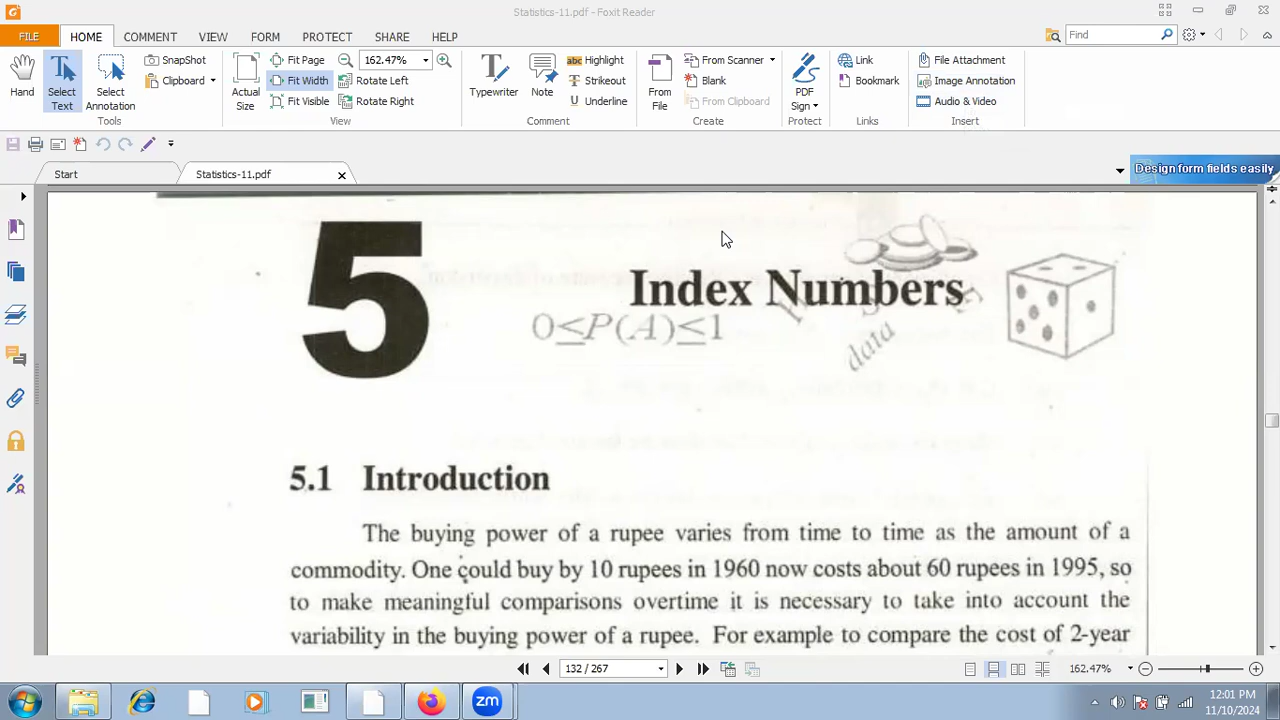 Statistics-11.pdf - Foxit Reader
FILE HOME COMMENT VIEW FORM PROTECT SHARE HELP
Find
Hand
Select Text
Select Annotation
SnapShot
Clipboard
Tools
Actual Size
Fit Page
Fit Width
Fit Visible
162.47%
Rotate Left
Rotate Right
View
Typewriter
Note
Highlight
Strikeout
Underline
Comment
From File
From Scanner
Blank
From Clipboard
Create
PDF Sign
Protect
Link
Bookmark
Links
File Attachment
Image Annotation
Audio & Video
Insert
Start
Statistics-11.pdf
Design form fields easily
5
Index Numbers
0≤P(A)≤1
data
5.1 Introduction
The buying power of a rupee varies from time to time as the amount of a
commodity. One could buy by 10 rupees in 1960 now costs about 60 rupees in 1995, so
to make meaningful comparisons overtime it is necessary to take into account the
variability in the buying power of a rupee. For example to compare the cost of 2-year
132 / 267
162.47%
zm
12:01 PM
11/10/2024